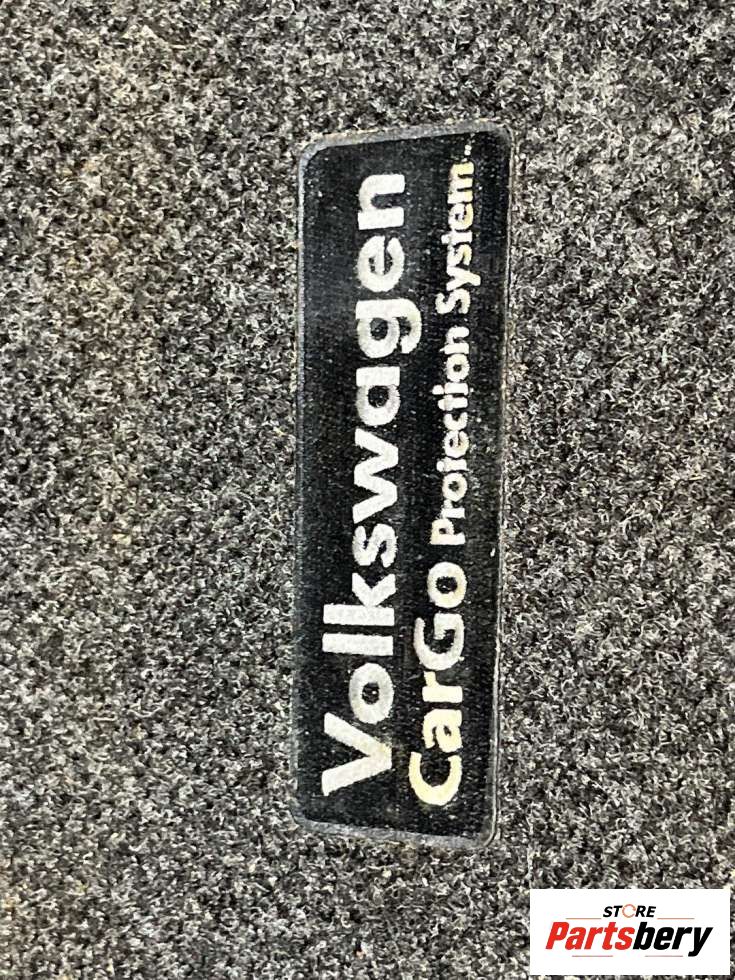 Volkswagen
CarGo Protection System
STORE
Partsbery